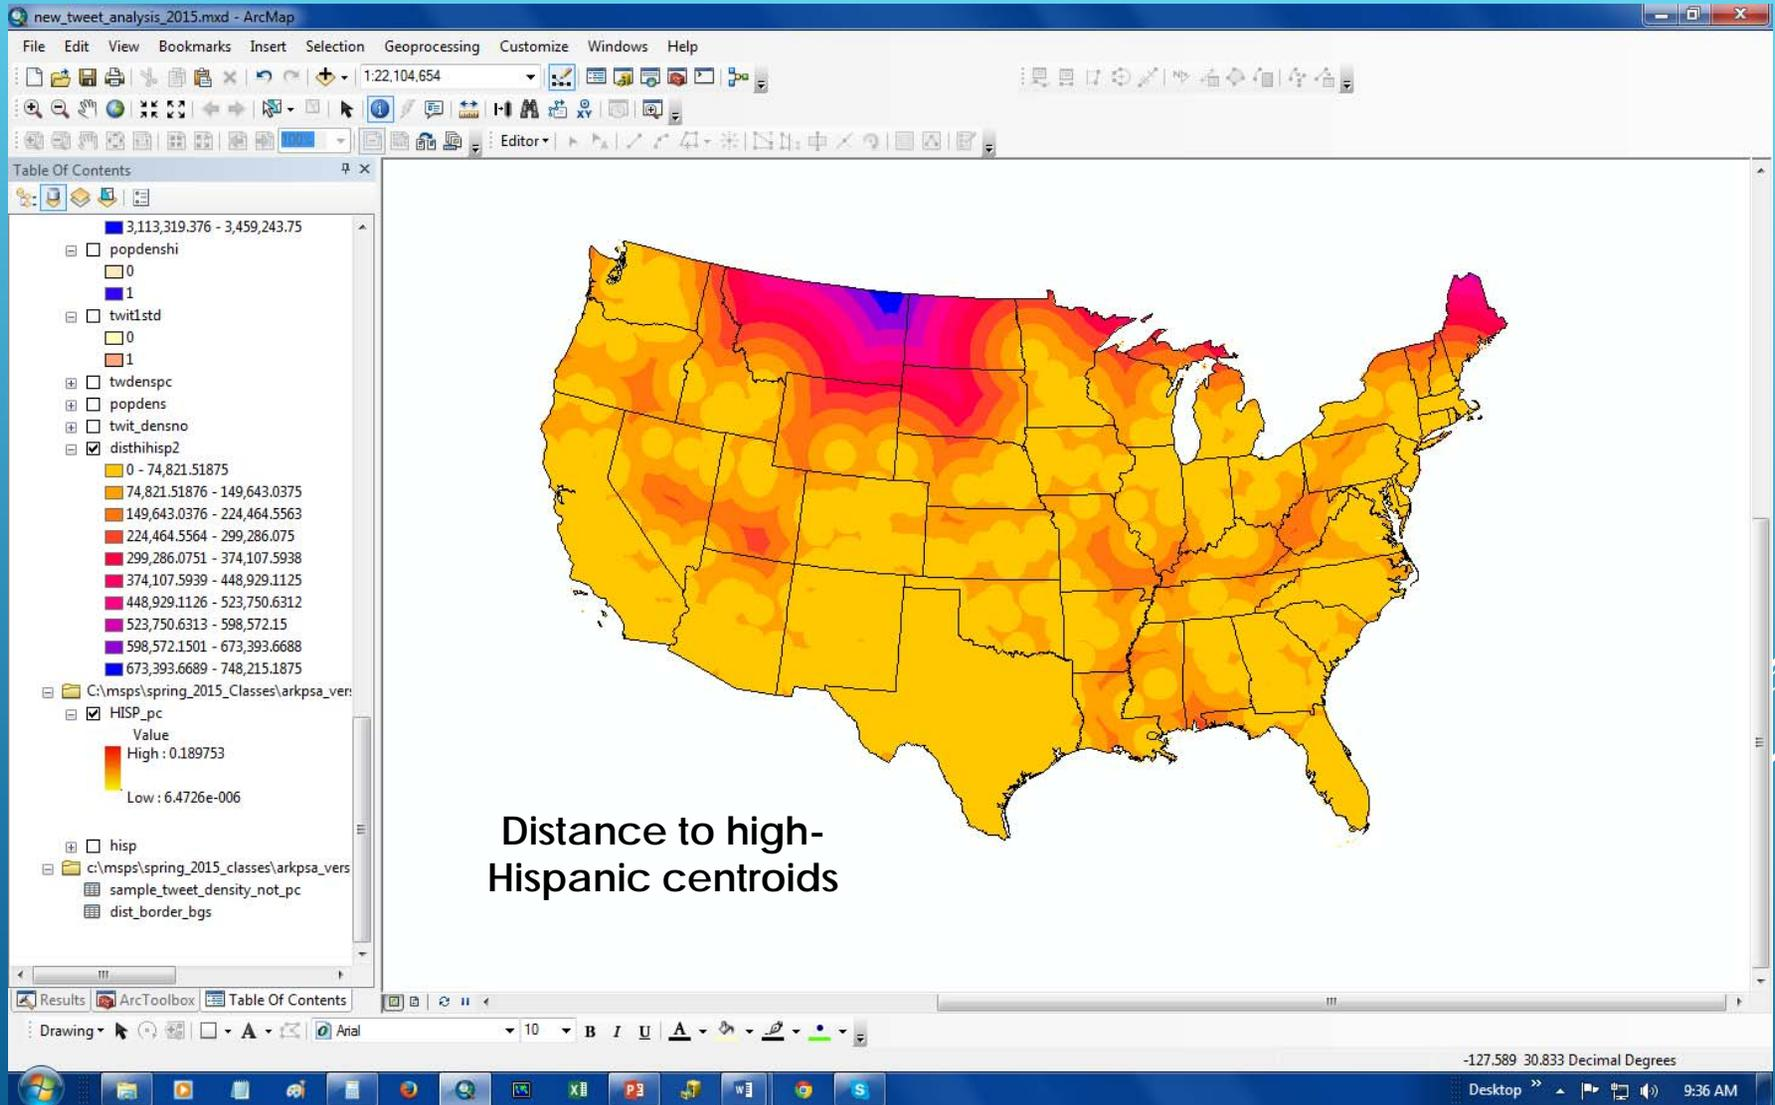 new_tweet_analysis_2015.mxd - ArcMap
File Edit View Bookmarks Insert Selection Geoprocessing Customize Windows Help
1:22,104,654
100%
Editor
Table Of Contents
3,113,319.376 - 3,459,243.75
popdenshi
0
1
twit1std
0
1
twdenspc
popdens
twit_densno
disthihisp2
0 - 74,821.51875
74,821.51876 - 149,643.0375
149,643.0376 - 224,464.5563
224,464.5564 - 299,286.075
299,286.0751 - 374,107.5938
374,107.5939 - 448,929.1125
448,929.1126 - 523,750.6312
523,750.6313 - 598,572.15
598,572.1501 - 673,393.6688
673,393.6689 - 748,215.1875
C:\msps\spring_2015_Classes\arkpsa_ver:
HISP_pc
Value
High : 0.189753
Low : 6.4726e-006
hisp
c:\msps\spring_2015_classes\arkpsa_vers
sample_tweet_density_not_pc
dist_border_bgs
Distance to high-
Hispanic centroids
Results ArcToolbox Table Of Contents
Drawing A Arial 10 B I U A
-127.589 30.833 Decimal Degrees
Desktop » 9:36 AM